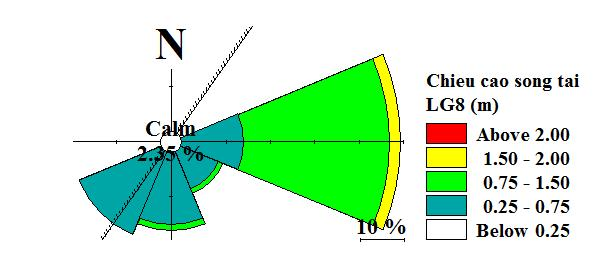 N
Calm
2.35 %
10 %
Chieu cao song tai
LG8 (m)
Above 2.00
1.50 - 2.00
0.75 - 1.50
0.25 - 0.75
Below 0.25